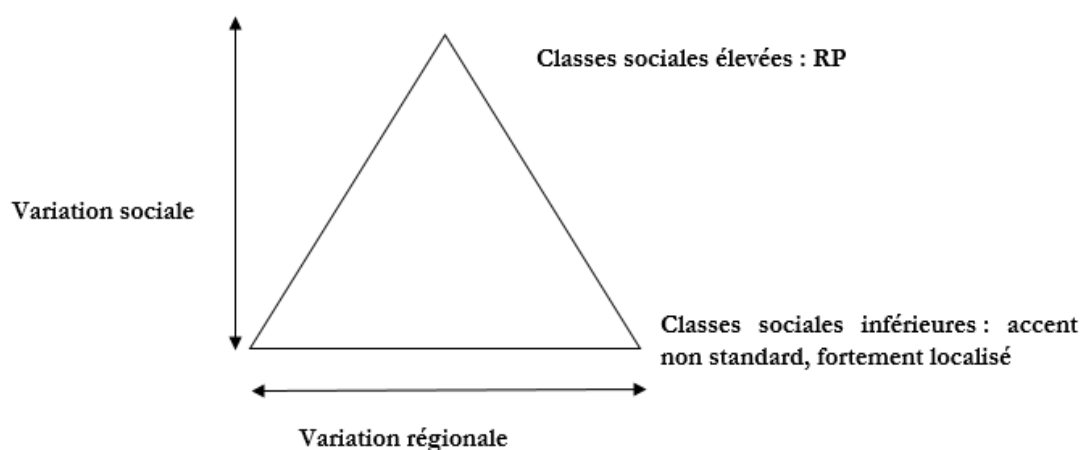 Classes sociales élevées : RP
Variation sociale
Classes sociales inférieures : accent
non standard, fortement localisé
Variation régionale